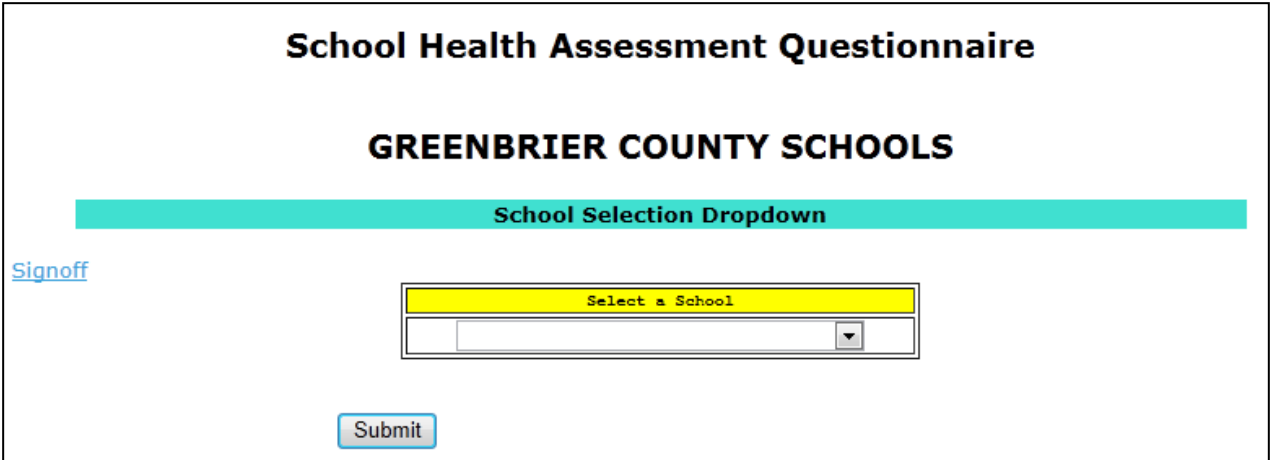 School Health Assessment Questionnaire
GREENBRIER COUNTY SCHOOLS
School Selection Dropdown
Signoff
Select a School
Submit